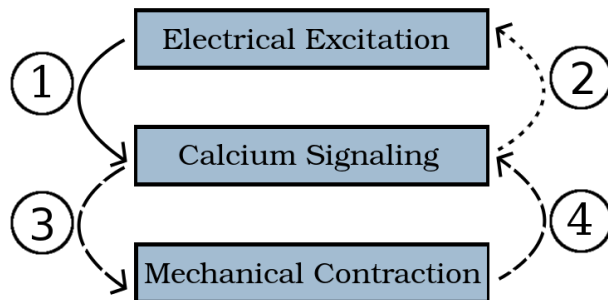 Electrical Excitation
1
2
Calcium Signaling
3
4
Mechanical Contraction